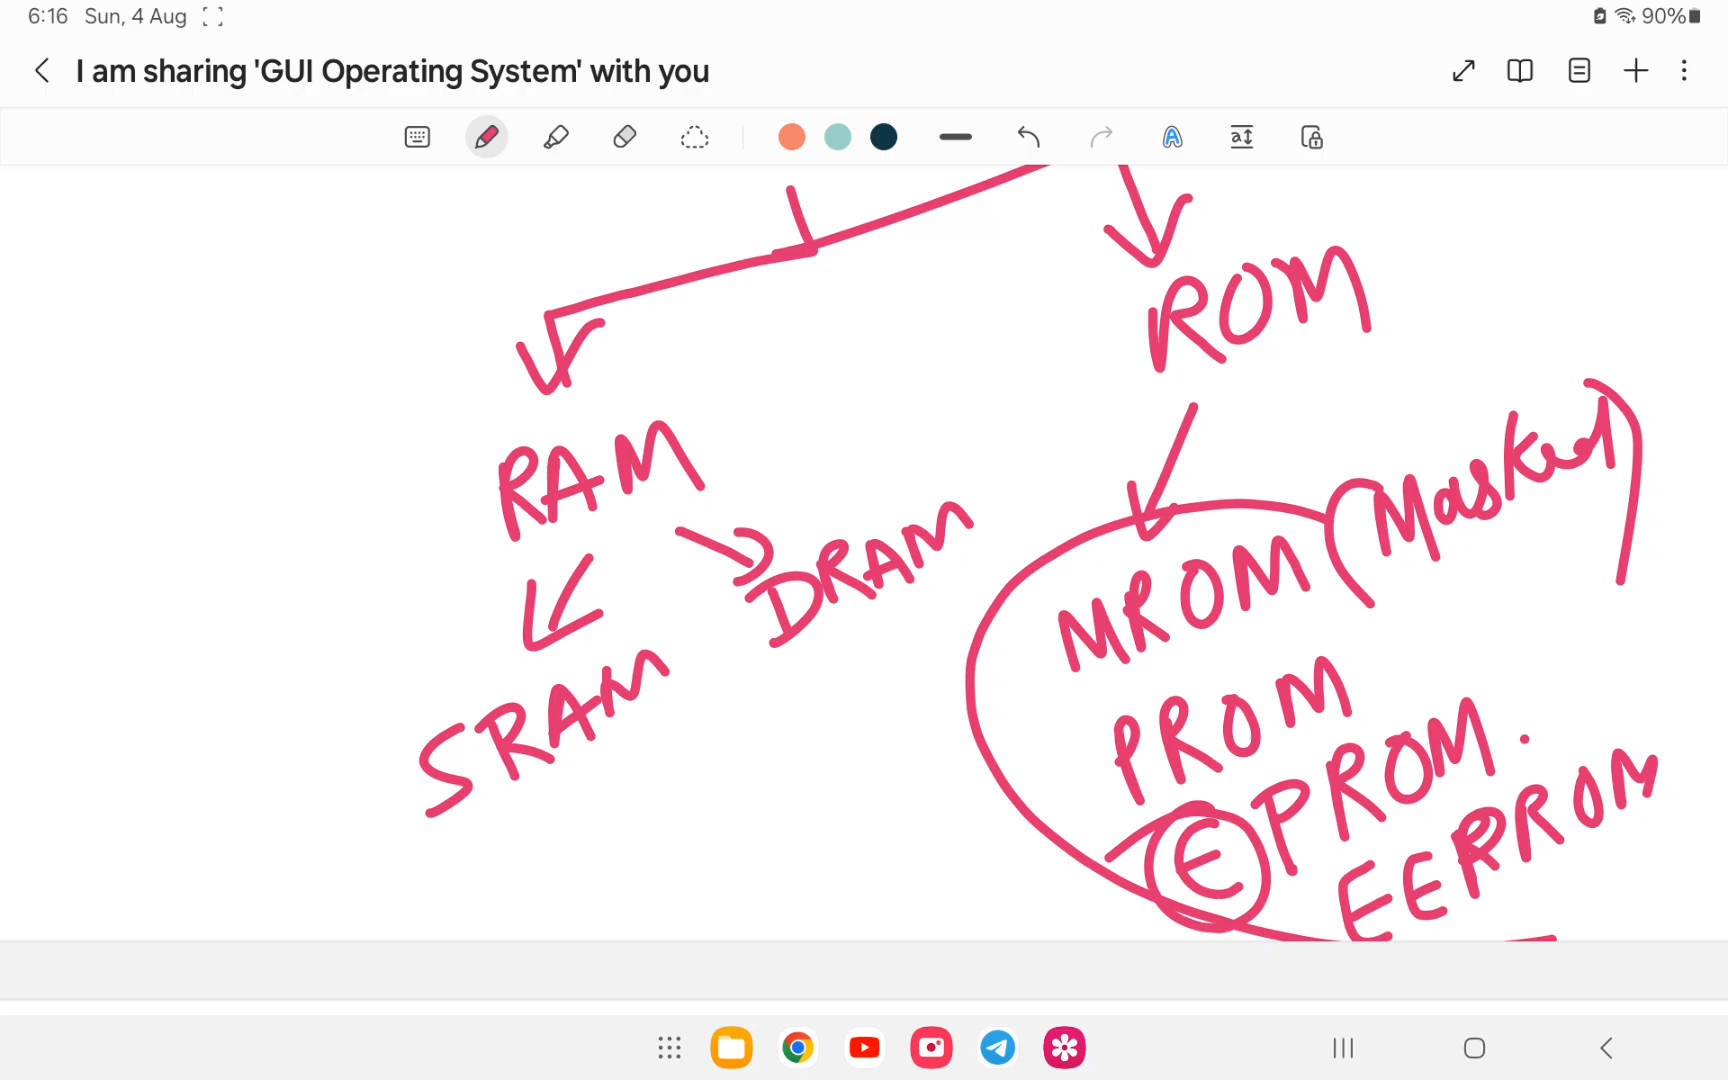 6:16 Sun, 4 Aug 90%
I am sharing 'GUI Operating System' with you
ROM
RAM
DRAM
SRAM
MROM (Masked)
PROM
EPROM.
EEPROM